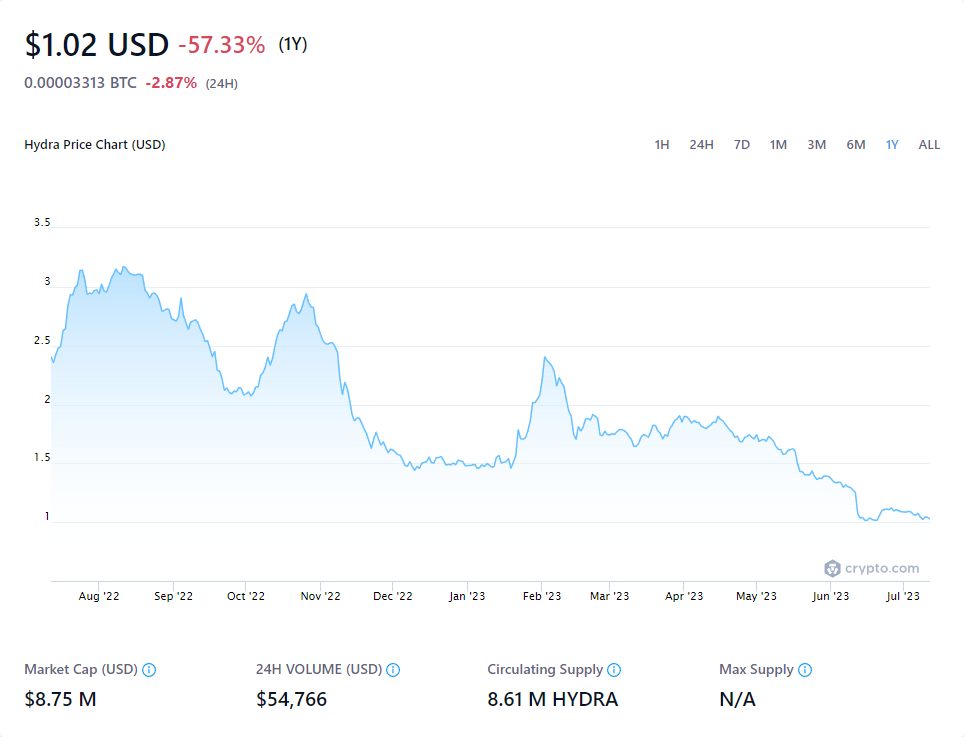 $1.02 USD -57.33% (1Y)
0.00003313 BTC -2.87% (24H)
Hydra Price Chart (USD) 1H 24H 7D 1M 3M 6M 1Y ALL
3.5
3
2.5
2
1.5
1
crypto.com
Aug '22 Sep '22 Oct '22 Nov '22 Dec '22 Jan '23 Feb '23 Mar '23 Apr '23 May '23 Jun '23 Jul '23
Market Cap (USD) 24H VOLUME (USD) Circulating Supply Max Supply
$8.75 M $54,766 8.61 M HYDRA N/A